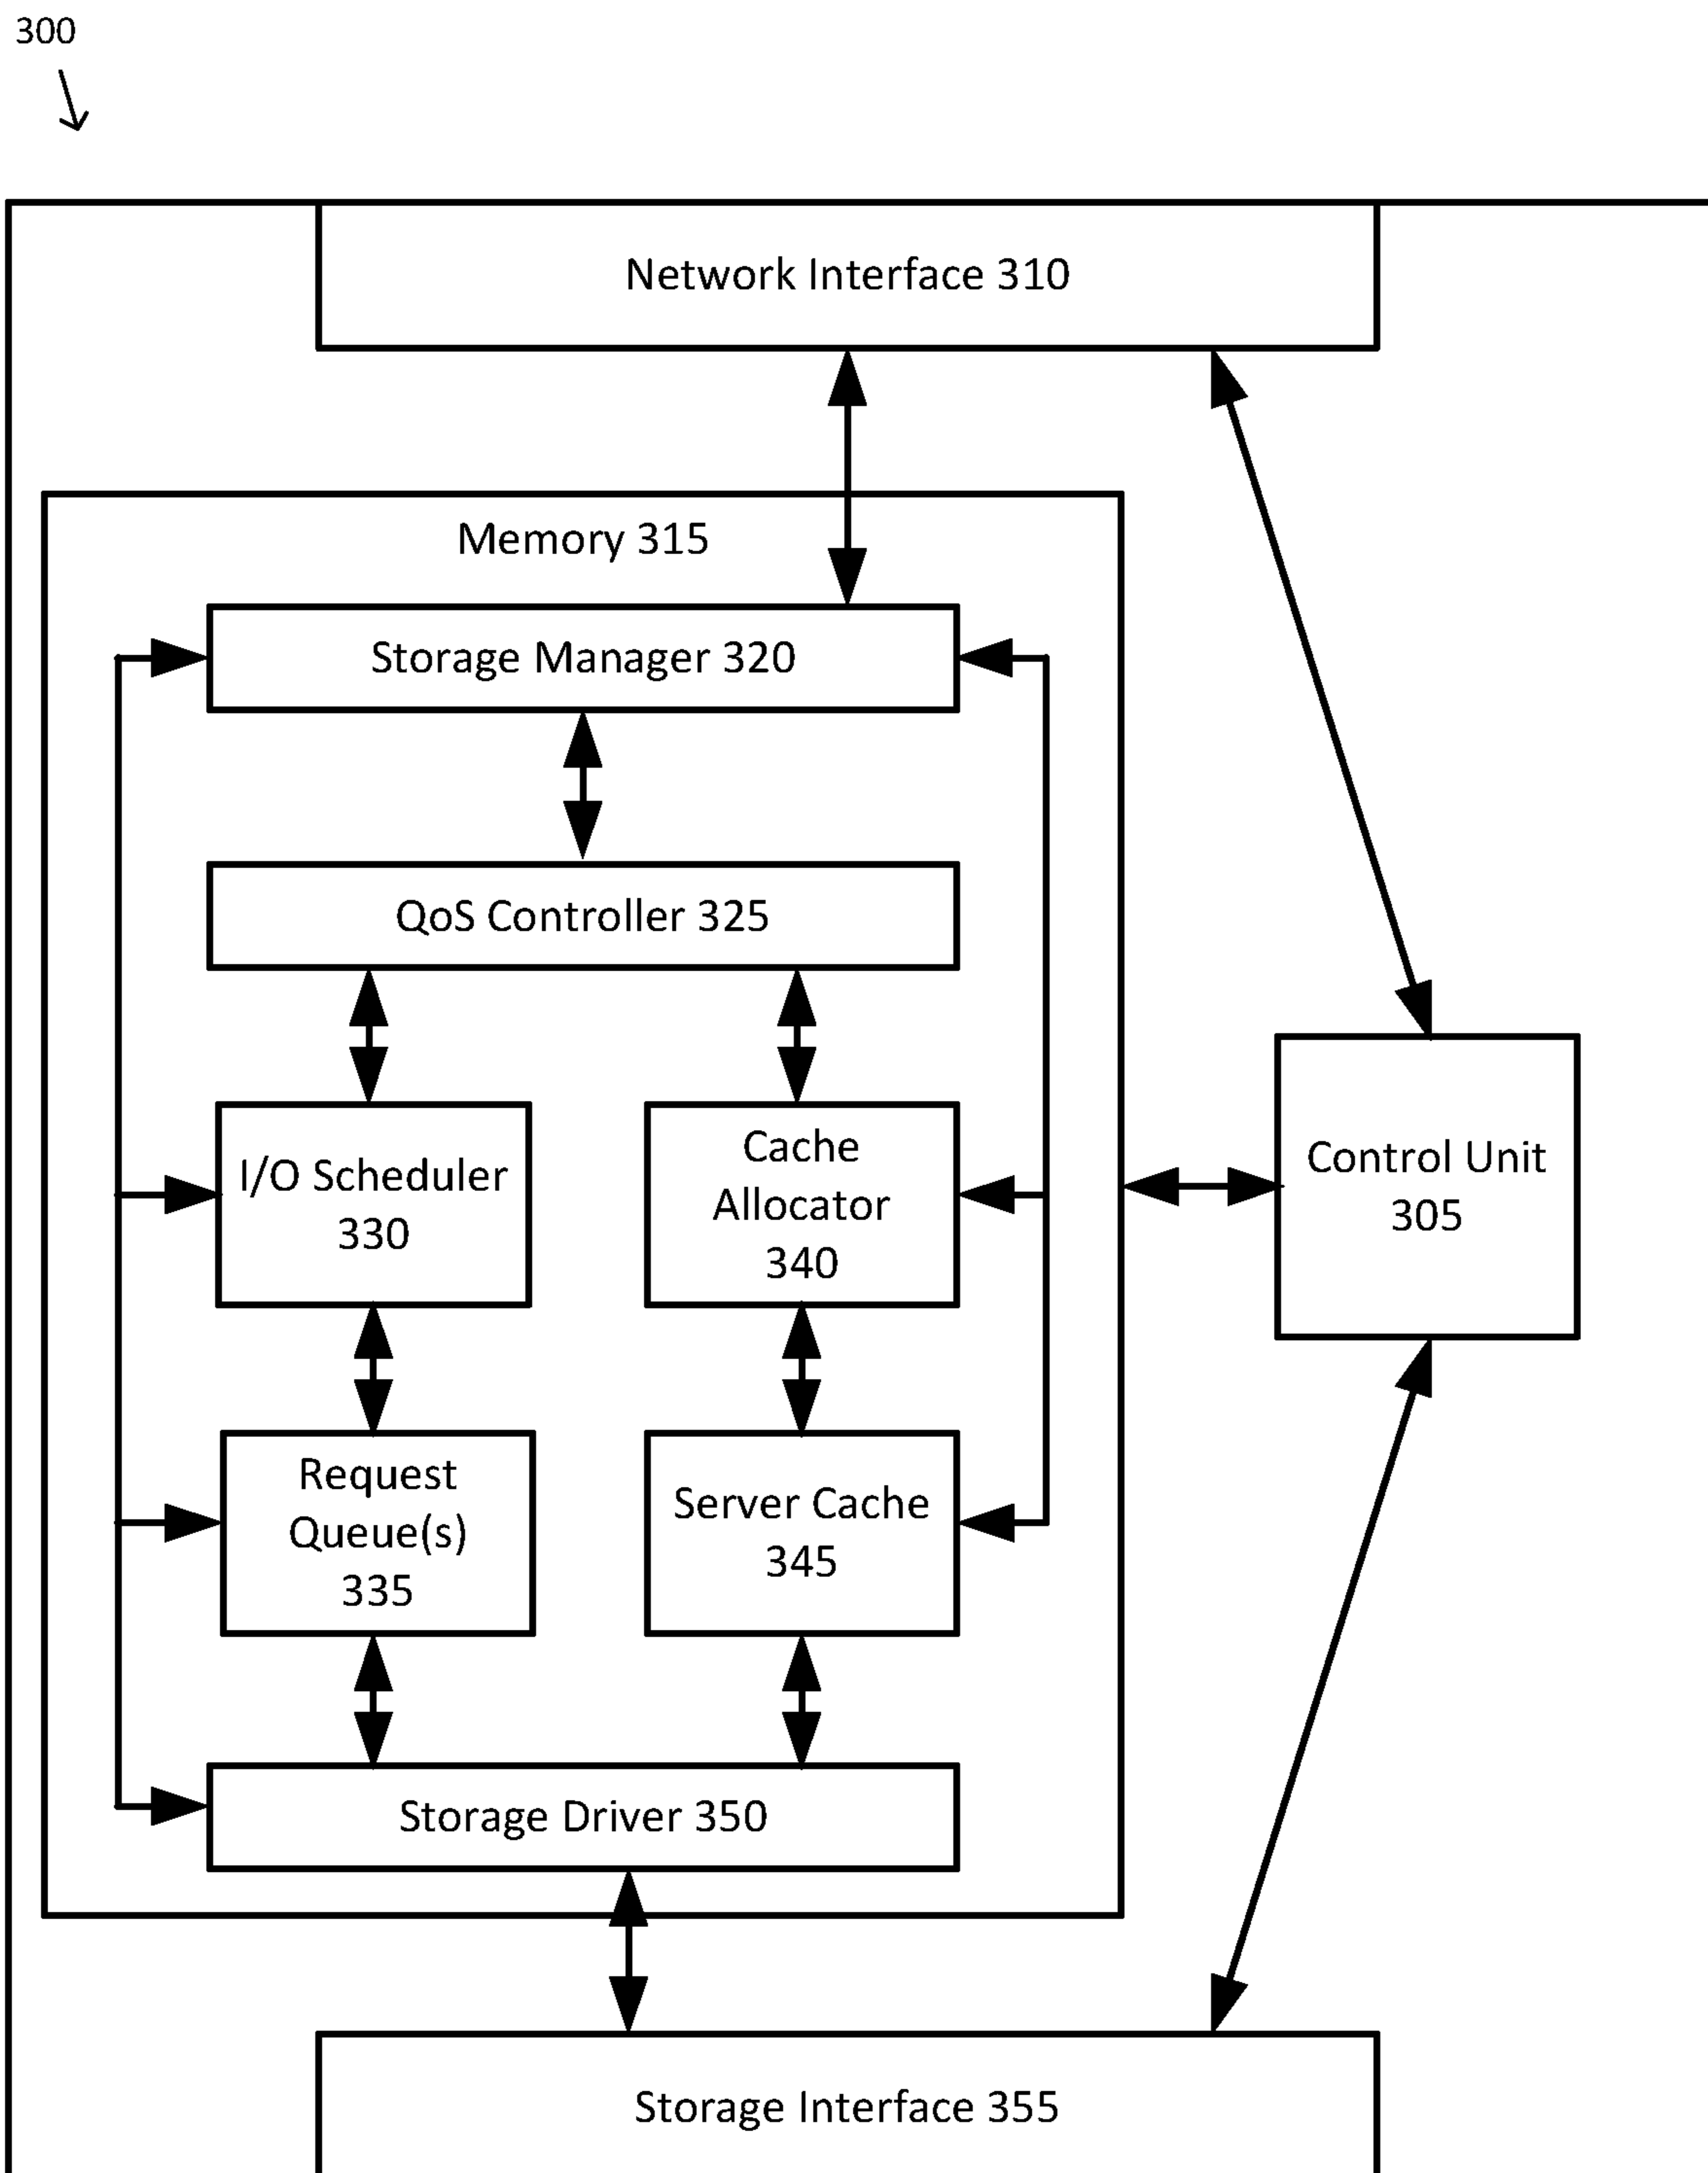 300
Network Interface 310
Memory 315
Storage Manager 320
QoS Controller 325
I/O Scheduler
330
Cache
Allocator
340
Control Unit
305
Request
Queue(s)
335
Server Cache
345
Storage Driver 350
Storage Interface 355